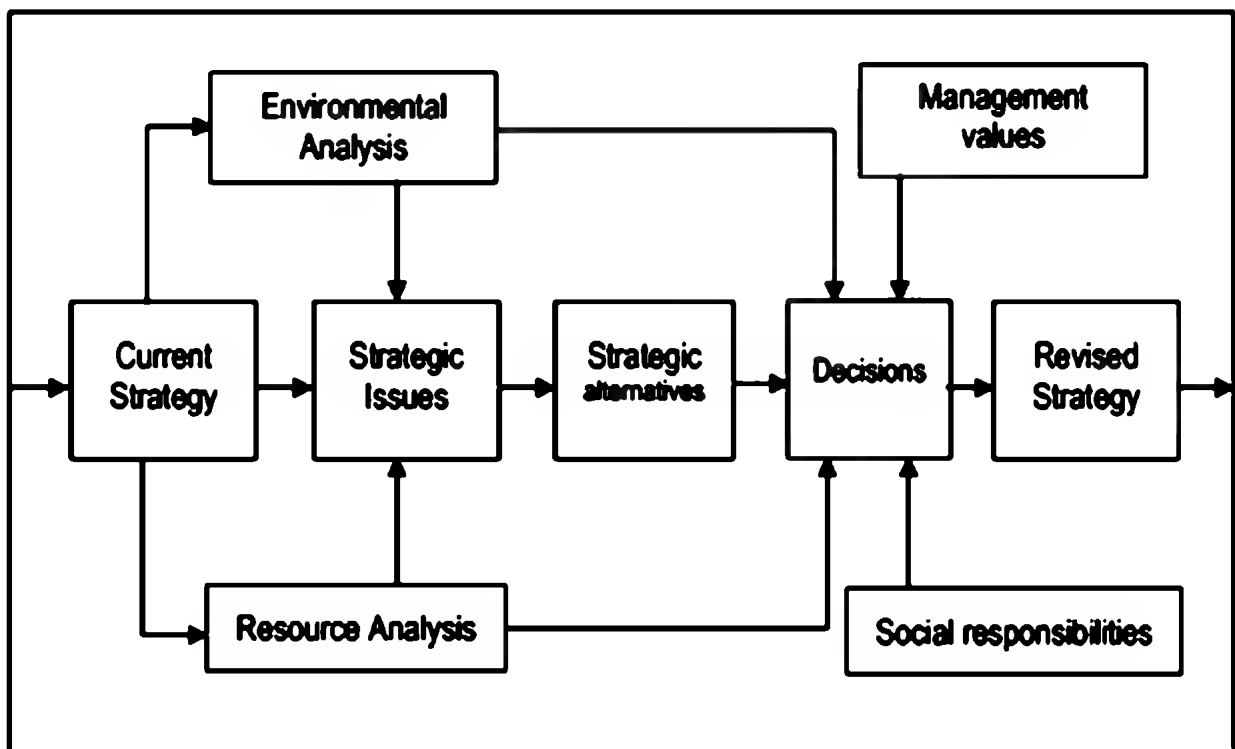 Environmental
Analysis
Management
values
Current
Strategy
Strategic
Issues
Strategic
alternatives
Decisions
Revised
Strategy
Resource Analysis
Social responsibilities